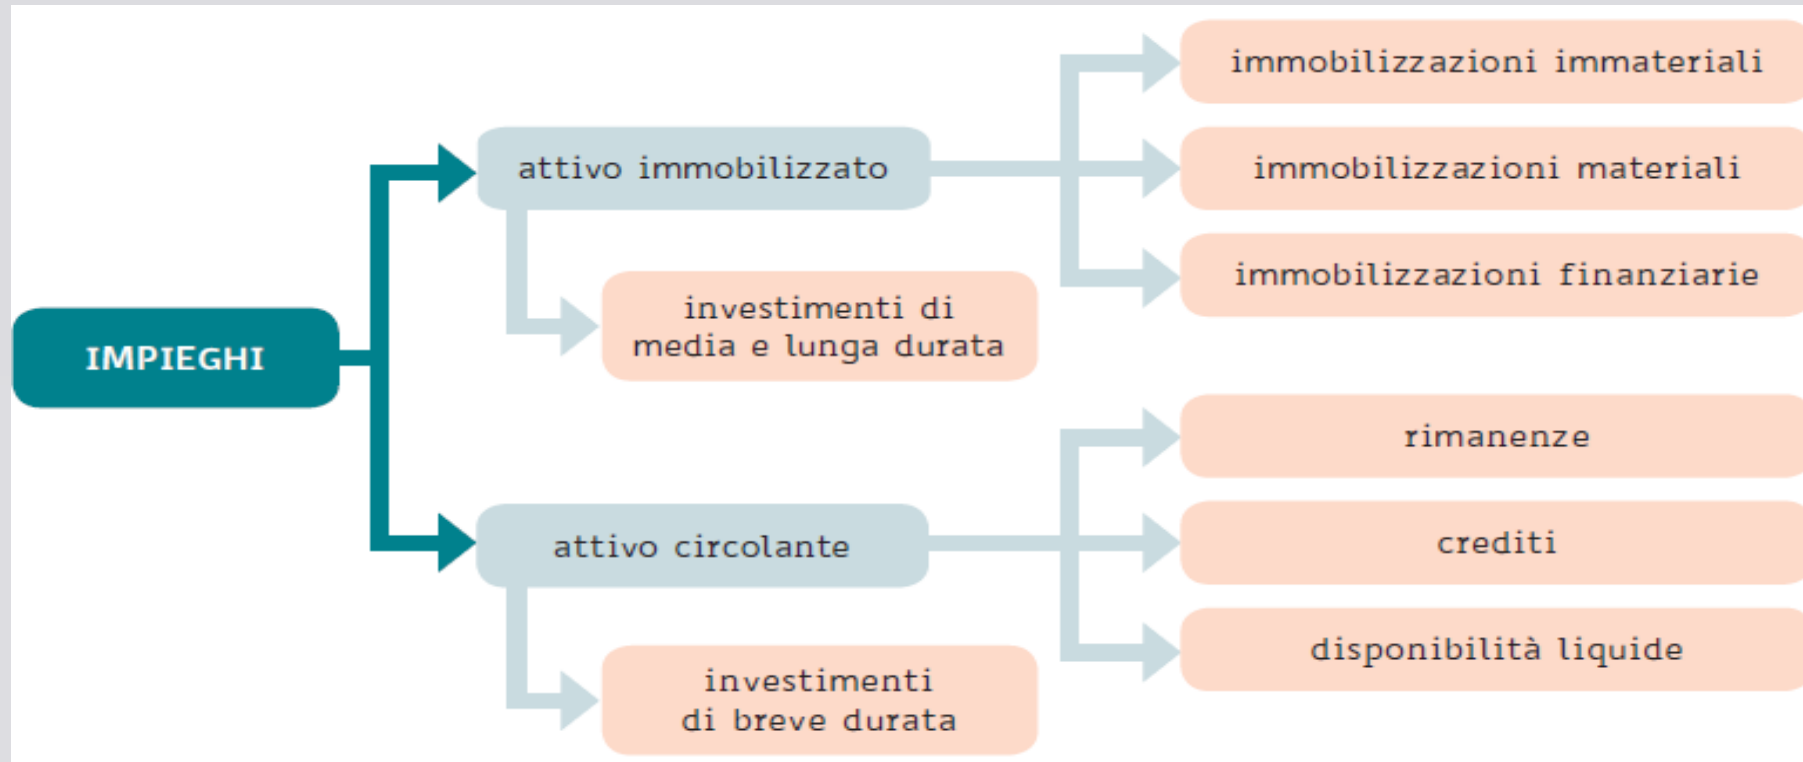 IMPIEGHI
attivo immobilizzato
investimenti di
media e lunga durata
immobilizzazioni immateriali
immobilizzazioni materiali
immobilizzazioni finanziarie
attivo circolante
investimenti
di breve durata
rimanenze
crediti
disponibilità liquide